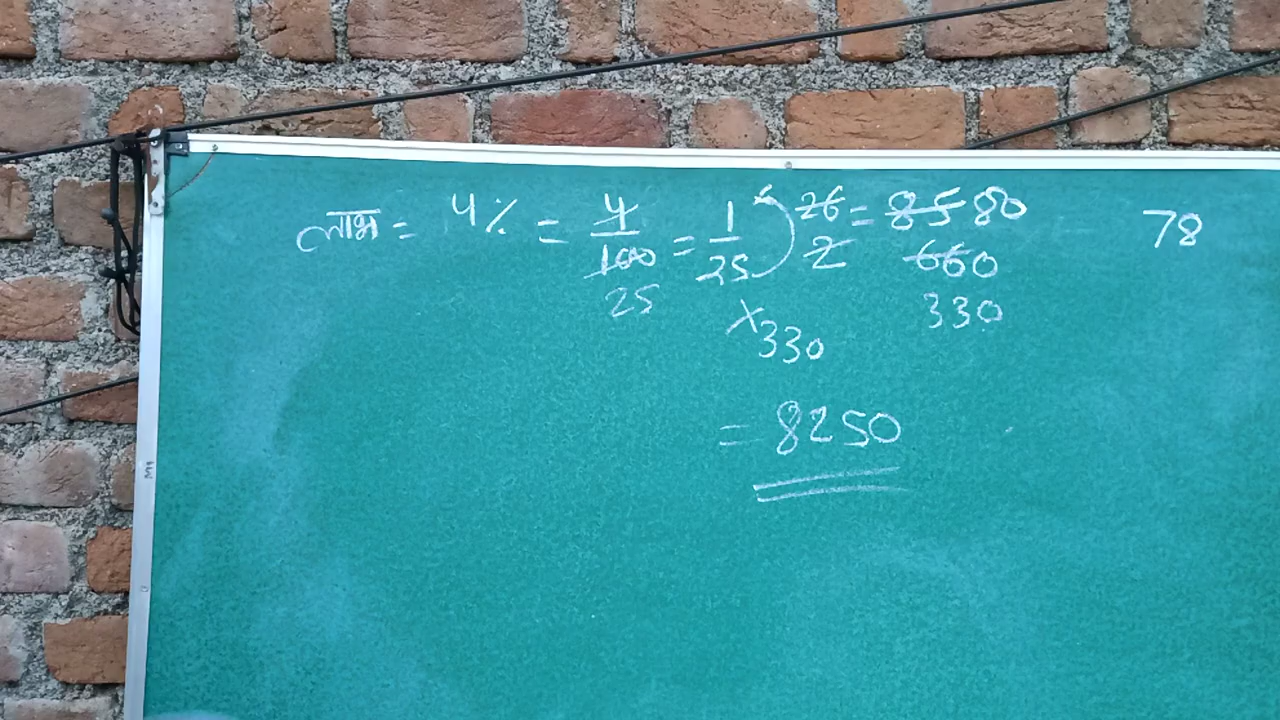 লাভ = 4% = 4/100 = 1/25 26/2 = 8580 78
25 660
× 330 330
= 8250